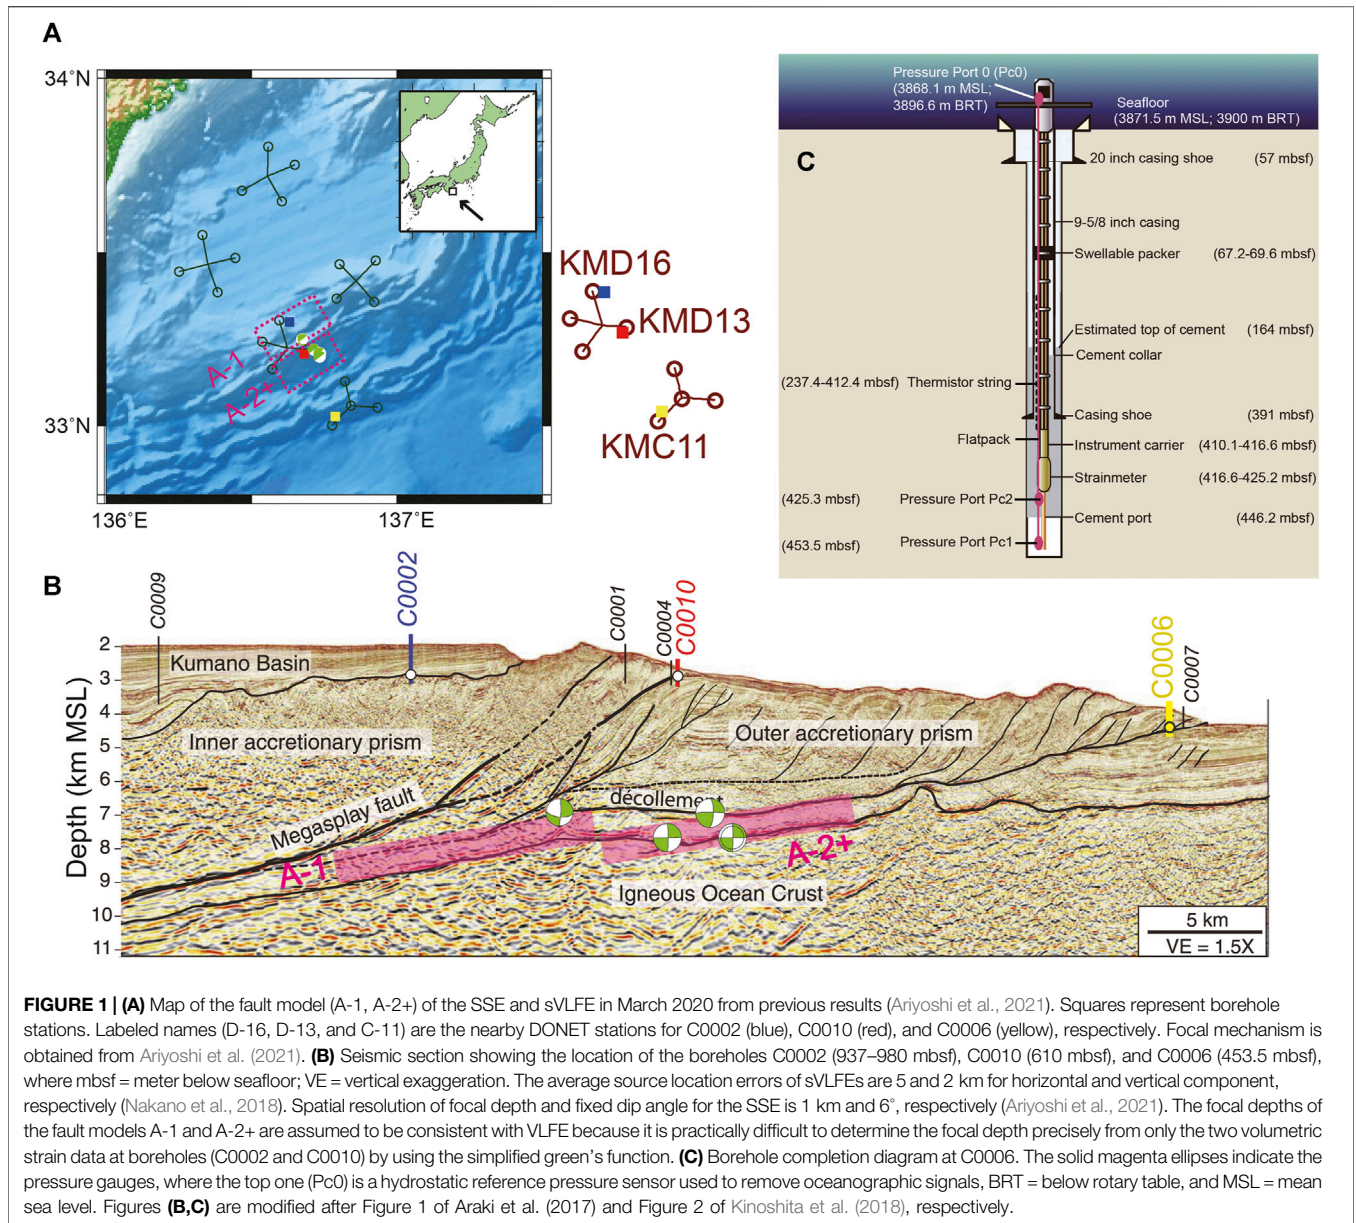 A
34°N
33°N
136°E
137°E
A-1
A-2+
KMD16
KMD13
KMC11
C
Pressure Port 0 (Pc0)
(3868.1 m MSL;
3896.6 m BRT)
Seafloor
(3871.5 m MSL; 3900 m BRT)
20 inch casing shoe (57 mbsf)
9-5/8 inch casing
Swellable packer (67.2-69.6 mbsf)
Estimated top of cement (164 mbsf)
Cement collar
(237.4-412.4 mbsf) Thermistor string
Casing shoe (391 mbsf)
Flatpack
Instrument carrier (410.1-416.6 mbsf)
Strainmeter (416.6-425.2 mbsf)
(425.3 mbsf) Pressure Port Pc2
Cement port (446.2 mbsf)
(453.5 mbsf) Pressure Port Pc1
B
C0009
C0002
C0001
C0004
C0010
C0006
C0007
Depth (km MSL)
2
3
4
5
6
7
8
9
10
11
Kumano Basin
Inner accretionary prism
Outer accretionary prism
Megasplay fault
décollement
A-1
A-2+
Igneous Ocean Crust
5 km
VE = 1.5X
FIGURE 1 | (A) Map of the fault model (A-1, A-2+) of the SSE and sVLFE in March 2020 from previous results (Ariyoshi et al., 2021). Squares represent borehole
stations. Labeled names (D-16, D-13, and C-11) are the nearby DONET stations for C0002 (blue), C0010 (red), and C0006 (yellow), respectively. Focal mechanism is
obtained from Ariyoshi et al. (2021). (B) Seismic section showing the location of the boreholes C0002 (937–980 mbsf), C0010 (610 mbsf), and C0006 (453.5 mbsf),
where mbsf = meter below seafloor; VE = vertical exaggeration. The average source location errors of sVLFEs are 5 and 2 km for horizontal and vertical component,
respectively (Nakano et al., 2018). Spatial resolution of focal depth and fixed dip angle for the SSE is 1 km and 6°, respectively (Ariyoshi et al., 2021). The focal depths of
the fault models A-1 and A-2+ are assumed to be consistent with VLFE because it is practically difficult to determine the focal depth precisely from only the two volumetric
strain data at boreholes (C0002 and C0010) by using the simplified green's function. (C) Borehole completion diagram at C0006. The solid magenta ellipses indicate the
pressure gauges, where the top one (Pc0) is a hydrostatic reference pressure sensor used to remove oceanographic signals, BRT = below rotary table, and MSL = mean
sea level. Figures (B,C) are modified after Figure 1 of Araki et al. (2017) and Figure 2 of Kinoshita et al. (2018), respectively.